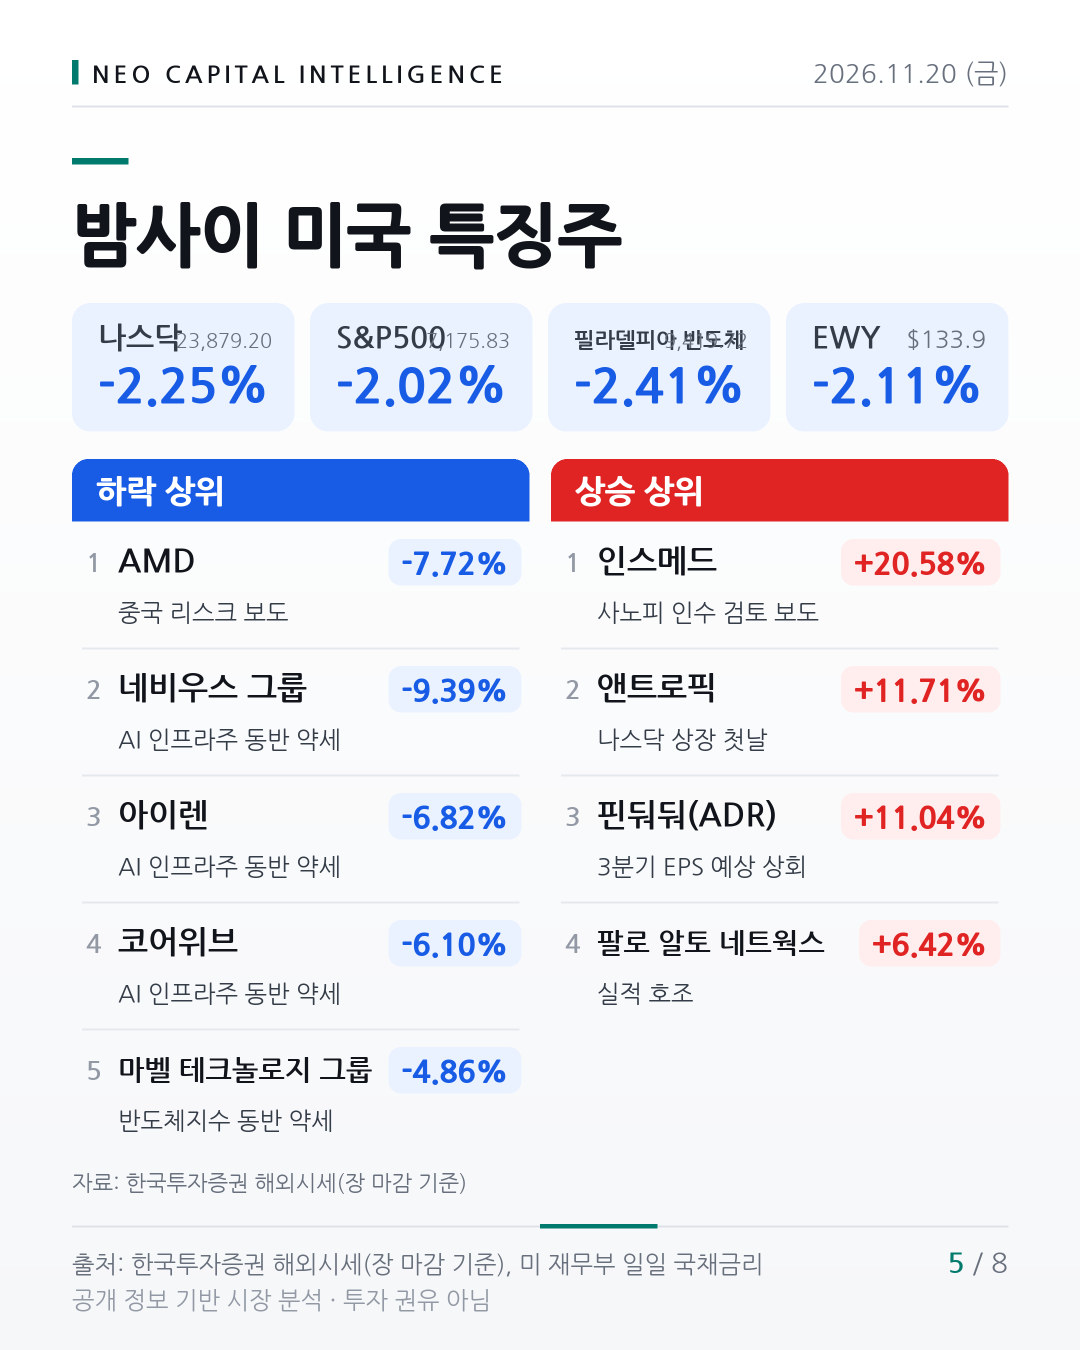 NEO CAPITAL INTELLIGENCE
2026.11.20 (금)
밤사이 미국 특징주
나스닥 23,879.20
-2.25%
S&P500 7,175.83
-2.02%
필라델피아 반도체
-2.41%
EWY $133.9
-2.11%
하락 상위
1 AMD -7.72%
중국 리스크 보도
2 네비우스 그룹 -9.39%
AI 인프라주 동반 약세
3 아이렌 -6.82%
AI 인프라주 동반 약세
4 코어위브 -6.10%
AI 인프라주 동반 약세
5 마벨 테크놀로지 그룹 -4.86%
반도체지수 동반 약세
상승 상위
1 인스메드 +20.58%
사노피 인수 검토 보도
2 앤트로픽 +11.71%
나스닥 상장 첫날
3 핀둬둬(ADR) +11.04%
3분기 EPS 예상 상회
4 팔로 알토 네트웍스 +6.42%
실적 호조
자료: 한국투자증권 해외시세(장 마감 기준)
출처: 한국투자증권 해외시세(장 마감 기준), 미 재무부 일일 국채금리
5 / 8
공개 정보 기반 시장 분석 · 투자 권유 아님